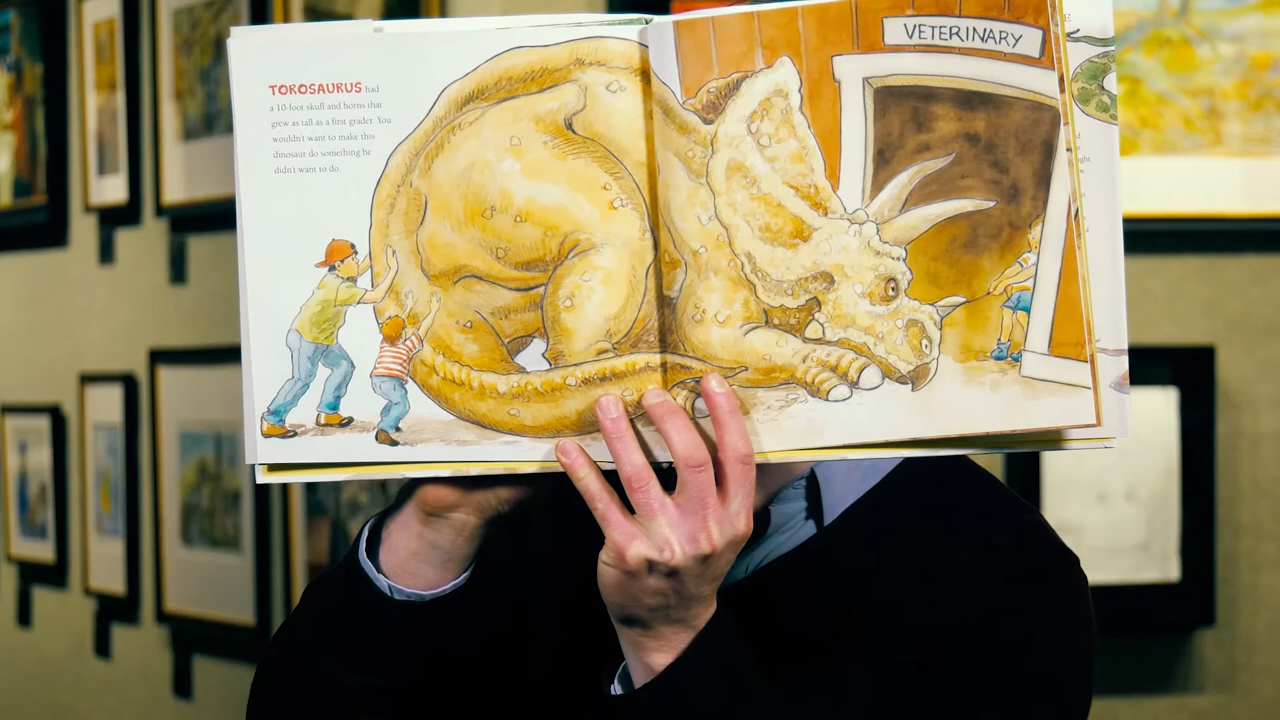 TOROSAURUS had
a 10-foot skull and horns that
grew as tall as a first grader. You
wouldn't want to make this
dinosaur do something he
didn't want to do
VETERINARY
E
d
ght
s